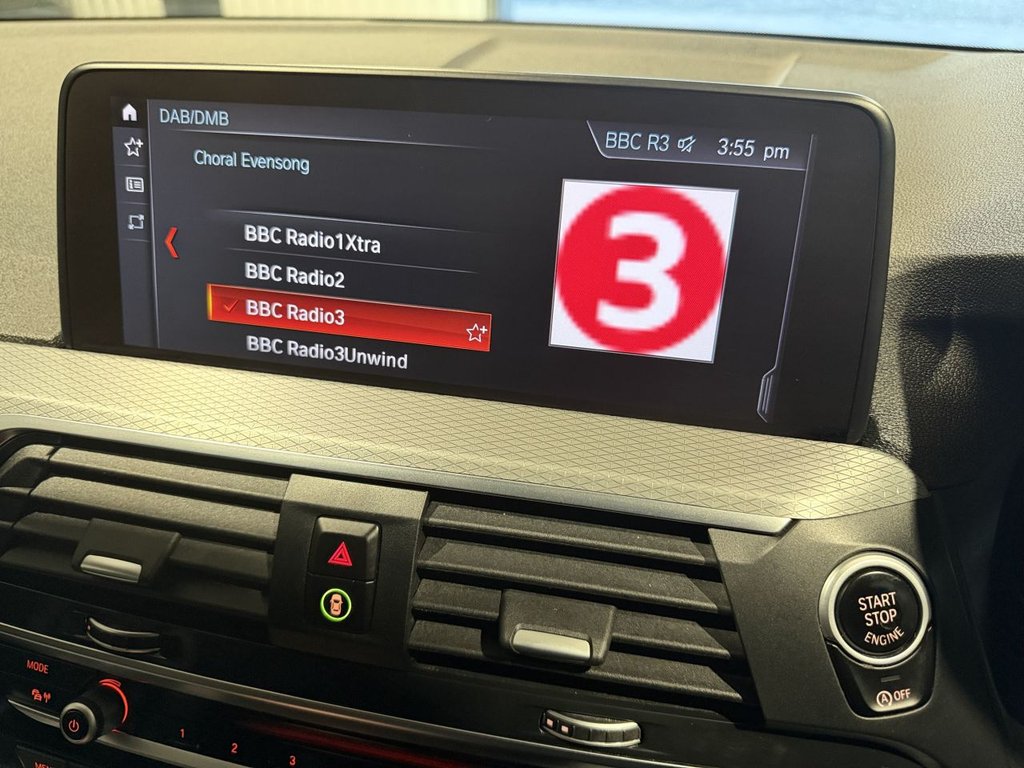 DAB/DMB
BBC R3 3:55 pm
Choral Evensong
BBC Radio1Xtra
BBC Radio2
BBC Radio3
BBC Radio3Unwind
3
START
STOP
ENGINE
A OFF
MODE
1 2 3